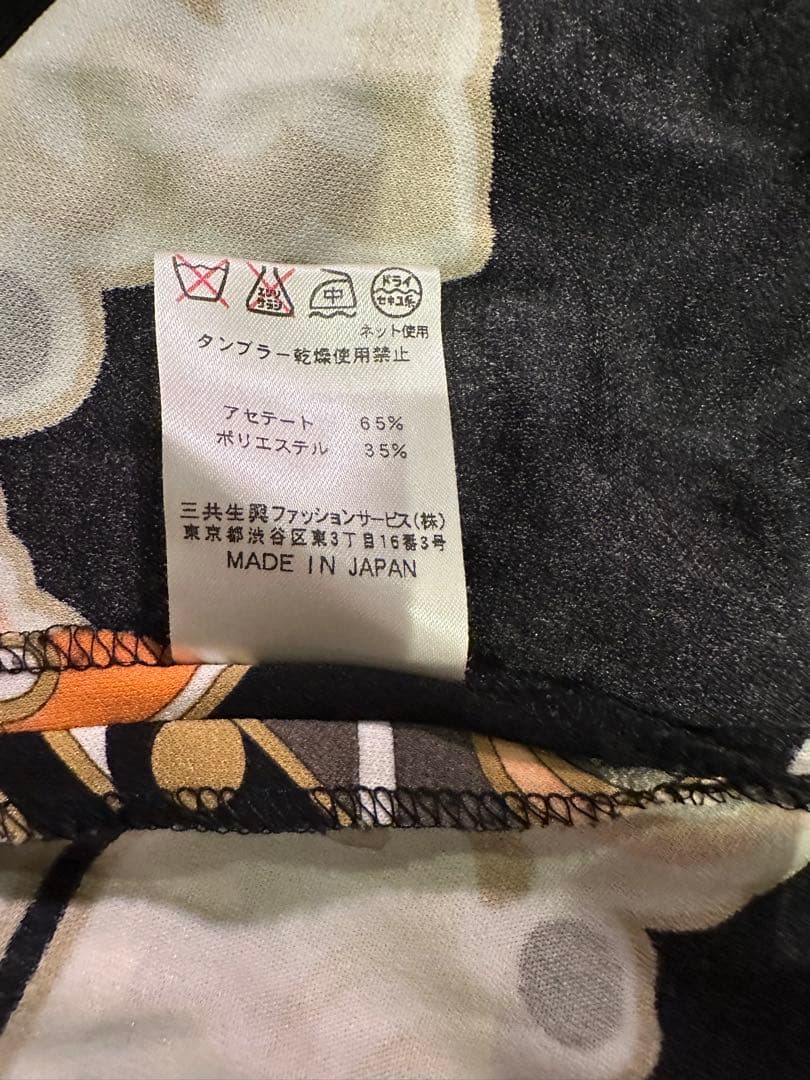 エンソ
サラシ
中
ドライ
セキユ系
ネット使用
タンブラー乾燥使用禁止
アセテート 65%
ポリエステル 35%
三共生興ファッションサービス(株)
東京都渋谷区東3丁目16番3号
MADE IN JAPAN